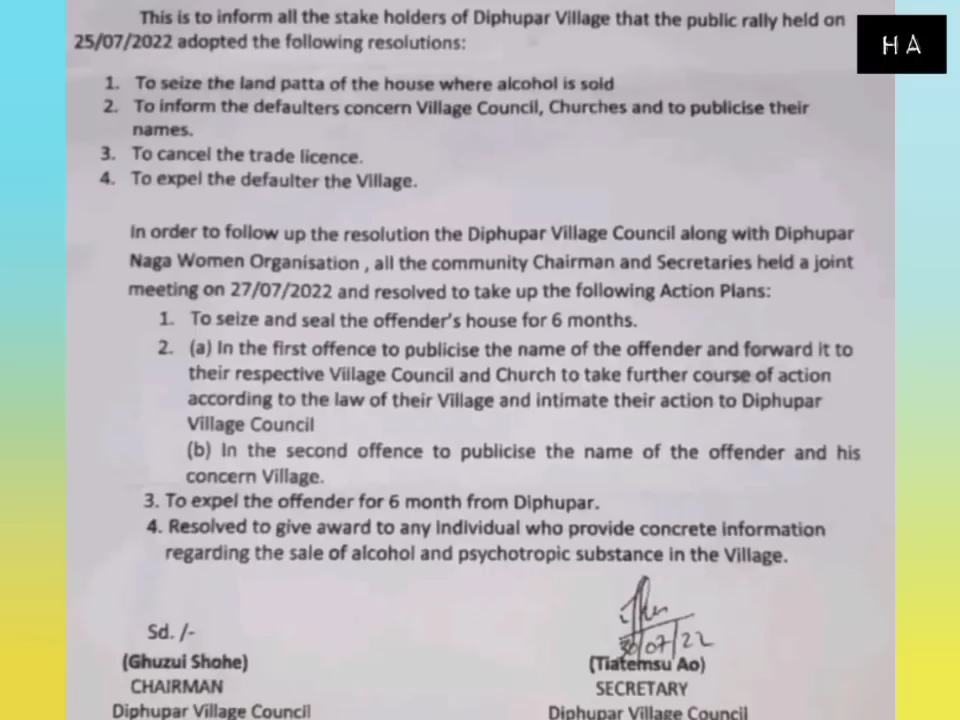 This is to inform all the stake holders of Diphupar Village that the public rally held on
25/07/2022 adopted the following resolutions:
H A
1. To seize the land patta of the house where alcohol is sold
2. To inform the defaulters concern Village Council, Churches and to publicise their
names.
3. To cancel the trade licence.
4. To expel the defaulter the Village.
In order to follow up the resolution the Diphupar Village Council along with Diphupar
Naga Women Organisation , all the community Chairman and Secretaries held a joint
meeting on 27/07/2022 and resolved to take up the following Action Plans:
1. To seize and seal the offender's house for 6 months.
2. (a) In the first offence to publicise the name of the offender and forward it to
their respective Village Council and Church to take further course of action
according to the law of their Village and intimate their action to Diphupar
Village Council
(b) In the second offence to publicise the name of the offender and his
concern Village.
3. To expel the offender for 6 month from Diphupar.
4. Resolved to give award to any Individual who provide concrete information
regarding the sale of alcohol and psychotropic substance in the Village.
Sd. /-
30/07/22
(Ghuzui Shohe) (Tiatemsu Ao)
CHAIRMAN SECRETARY
Diphupar Village Council Diphupar Village Council